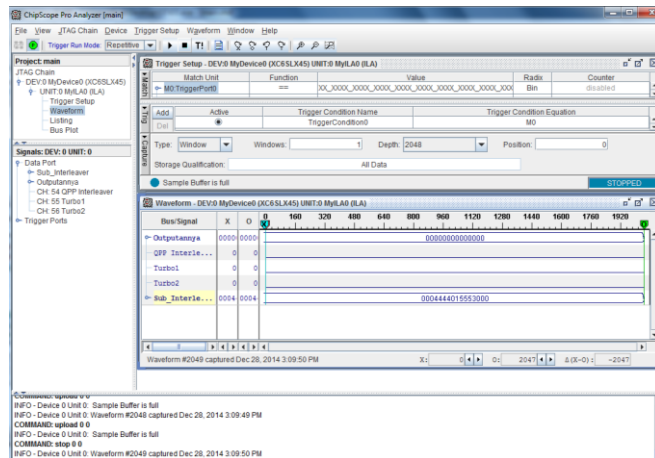 ChipScope Pro Analyzer [main]
File View JTAG Chain Device Trigger Setup Waveform Window Help
Trigger Run Mode: Repetitive
Project: main
JTAG Chain
DEV:0 MyDevice0 (XC6SLX45)
UNIT:0 MyILA0 (ILA)
Trigger Setup
Waveform
Listing
Bus Plot
Signals: DEV: 0 UNIT: 0
Data Port
Sub_Interleaver
Outputannya
CH: 54 QPP Interleaver
CH: 55 Turbo1
CH: 56 Turbo2
Trigger Ports
Trigger Setup - DEV:0 MyDevice0 (XC6SLX45) UNIT:0 MyILA0 (ILA)
Match
Match Unit Function Value Radix Counter
M0:TriggerPort0 == XX_XXXX_XXXX_XXXX_XXXX_XXXX_XXXX_XXXX_XXXX_XXX Bin disabled
Trig
Add Active Trigger Condition Name Trigger Condition Equation
Del TriggerCondition0 M0
Capture
Type: Window Windows: 1 Depth: 2048 Position: 0
Storage Qualification: All Data
Sample Buffer is full STOPPED
Waveform - DEV:0 MyDevice0 (XC6SLX45) UNIT:0 MyILA0 (ILA)
Bus/Signal X O 0 160 320 480 640 800 960 1120 1280 1440 1600 1760 1920
Outputannya 0000 0000 00000000000000
QPP Interle... 0 0
Turbo1 0 0
Turbo2 0 0
Sub_Interle... 0004 0004 0004444015553000
Waveform #2049 captured Dec 28, 2014 3:09:50 PM X: 0 O: 2047 Δ(X-O): -2047
COMMAND: upload 0 0
INFO - Device 0 Unit 0: Sample Buffer is full
INFO - Device 0 Unit 0: Waveform #2048 captured Dec 28, 2014 3:09:49 PM
COMMAND: upload 0 0
INFO - Device 0 Unit 0: Sample Buffer is full
COMMAND: stop 0 0
INFO - Device 0 Unit 0: Waveform #2049 captured Dec 28, 2014 3:09:50 PM